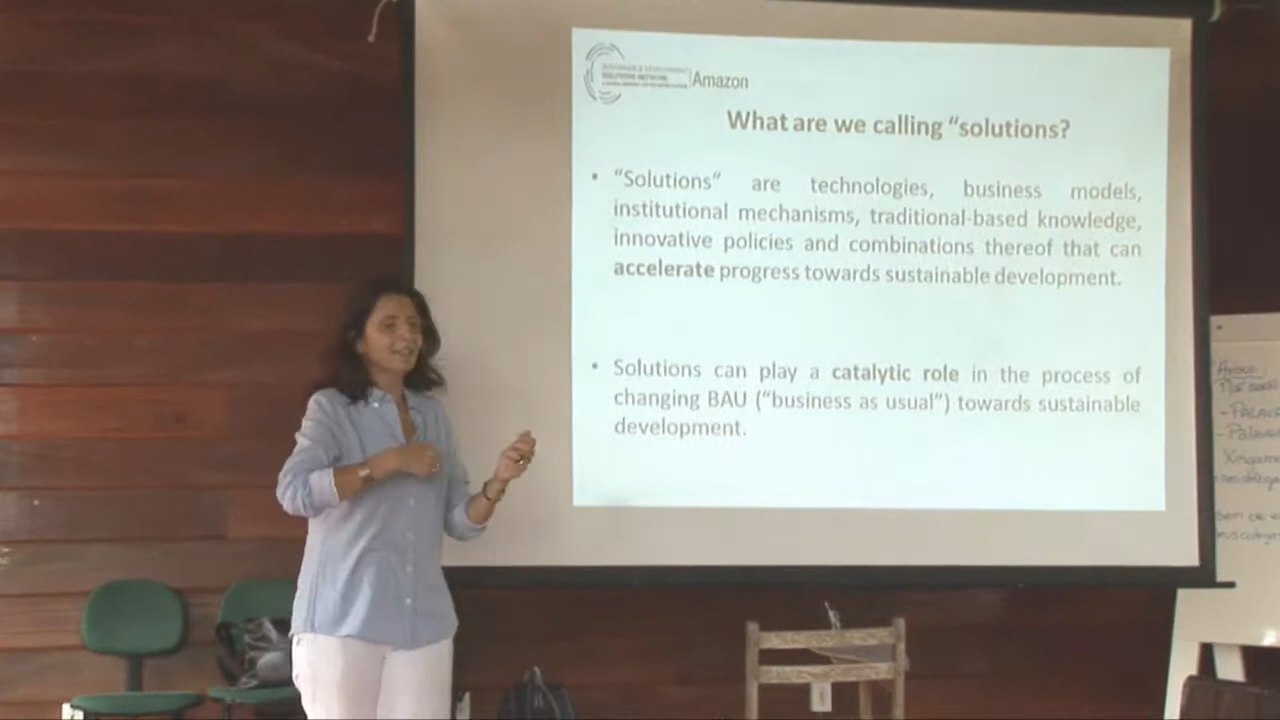 SOLUTIONS NETWORK
Amazon
What are we calling “solutions?
• “Solutions” are technologies, business models,
institutional mechanisms, traditional-based knowledge,
innovative policies and combinations thereof that can
accelerate progress towards sustainable development.
• Solutions can play a catalytic role in the process of
changing BAU (“business as usual”) towards sustainable
development.